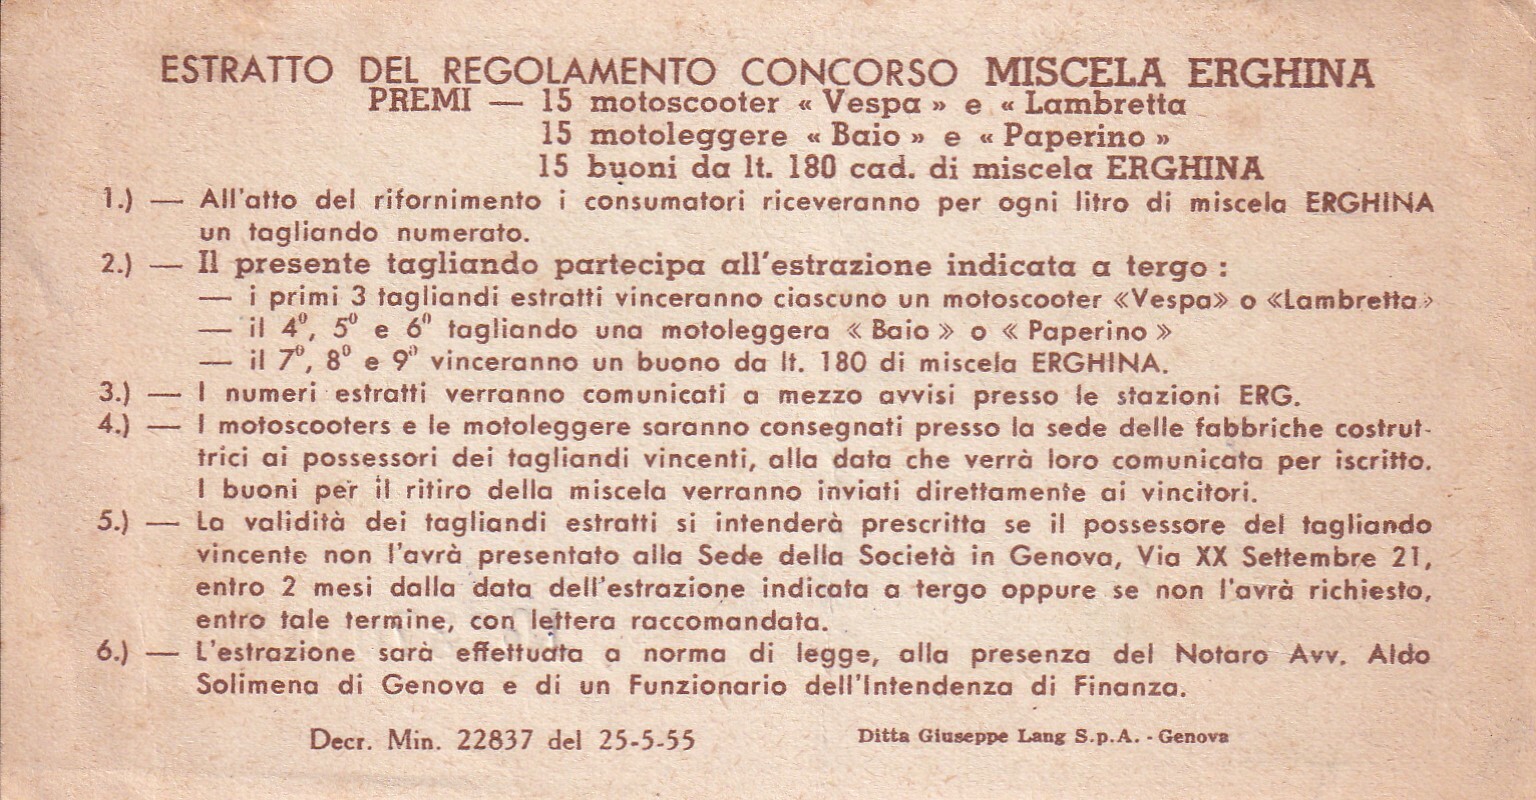 ESTRATTO DEL REGOLAMENTO CONCORSO MISCELA ERGHINA
PREMI — 15 motoscooter « Vespa » e « Lambretta
15 motoleggere « Baio » e « Paperino »
15 buoni da lt. 180 cad. di miscela ERGHINA
1.) — All'atto del rifornimento i consumatori riceveranno per ogni litro di miscela ERGHINA
un tagliando numerato.
2.) — Il presente tagliando partecipa all'estrazione indicata a tergo :
— i primi 3 tagliandi estratti vinceranno ciascuno un motoscooter «Vespa» o «Lambretta»
— il 4º, 5º e 6º tagliando una motoleggera « Baio » o « Paperino »
— il 7º, 8º e 9º vinceranno un buono da lt. 180 di miscela ERGHINA.
3.) — I numeri estratti verranno comunicati a mezzo avvisi presso le stazioni ERG.
4.) — I motoscooters e le motoleggere saranno consegnati presso la sede delle fabbriche costrut-
trici ai possessori dei tagliandi vincenti, alla data che verrà loro comunicata per iscritto.
I buoni per il ritiro della miscela verranno inviati direttamente ai vincitori.
5.) — La validità dei tagliandi estratti si intenderà prescritta se il possessore del tagliando
vincente non l'avrà presentato alla Sede della Società in Genova, Via XX Settembre 21,
entro 2 mesi dalla data dell'estrazione indicata a tergo oppure se non l'avrà richiesto,
entro tale termine, con lettera raccomandata.
6.) — L'estrazione sarà effettuata a norma di legge, alla presenza del Notaro Avv. Aldo
Solimena di Genova e di un Funzionario dell'Intendenza di Finanza.
Decr. Min. 22837 del 25-5-55
Ditta Giuseppe Lang S.p.A. - Genova